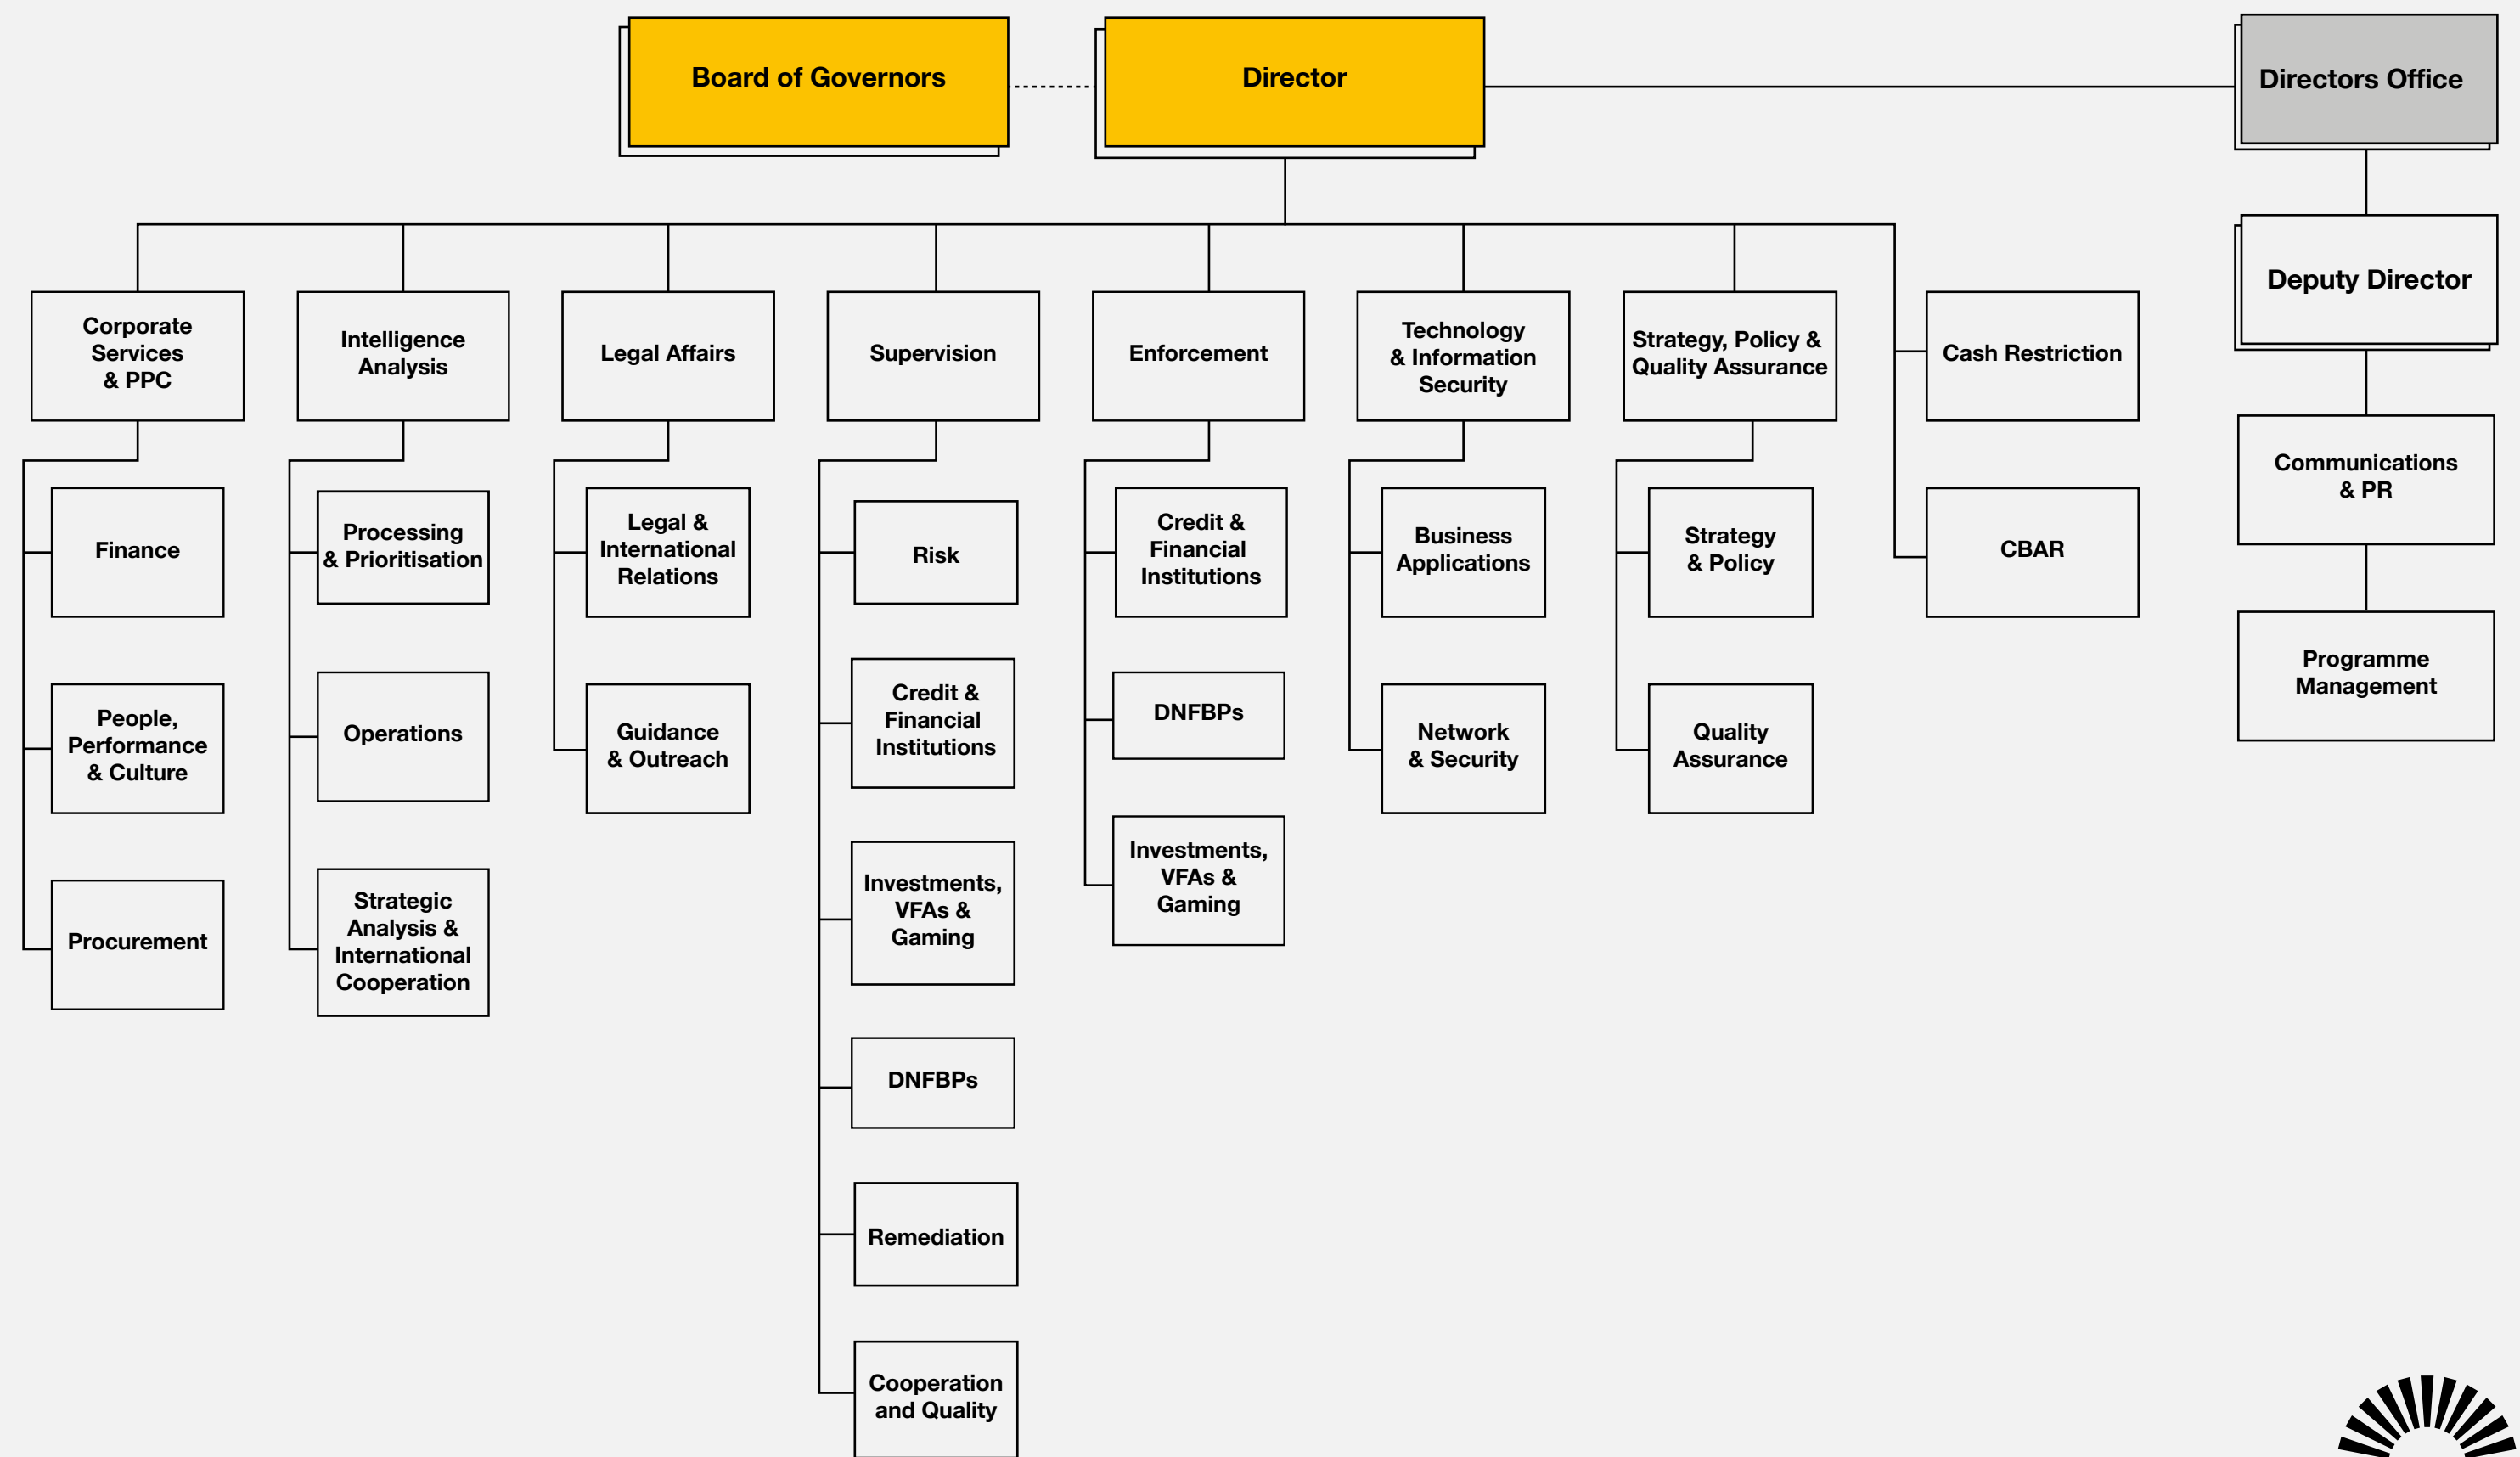 Board of Governors
Director
Directors Office
Deputy Director
Communications
& PR
Programme
Management
Corporate
Services
& PPC
Finance
People,
Performance
& Culture
Procurement
Intelligence
Analysis
Processing
& Prioritisation
Operations
Strategic
Analysis &
International
Cooperation
Legal Affairs
Legal &
International
Relations
Guidance
& Outreach
Supervision
Risk
Credit &
Financial
Institutions
Investments,
VFAs &
Gaming
DNFBPs
Remediation
Cooperation
and Quality
Enforcement
Credit &
Financial
Institutions
DNFBPs
Investments,
VFAs &
Gaming
Technology
& Information
Security
Business
Applications
Network
& Security
Strategy, Policy &
Quality Assurance
Strategy
& Policy
Quality
Assurance
Cash Restriction
CBAR